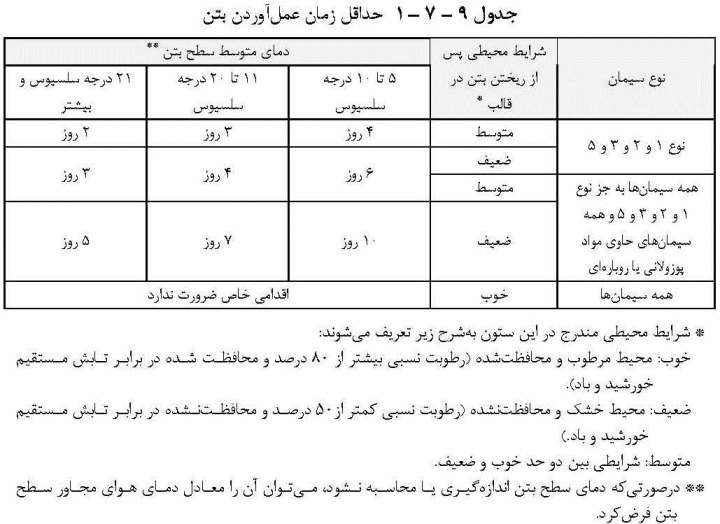 جدول ۹ – ۷ – ۱ حداقل زمان عمل‌آوردن بتن
نوع سیمان
شرایط محیطی پس
از ریختن بتن در
قالب *
دمای متوسط سطح بتن **
۵ تا ۱۰ درجه
سلسیوس
۱۱ تا ۲۰ درجه
سلسیوس
۲۱ درجه سلسیوس و
بیشتر
نوع ۱ و ۲ و ۳ و ۵
متوسط
۴ روز
۳ روز
۲ روز
ضعیف
۶ روز
۴ روز
۳ روز
همه سیمان‌ها به جز نوع
۱ و ۲ و ۳ و ۵ و همه
سیمان‌های حاوی مواد
پوزولانی یا روباره‌ای
متوسط
ضعیف
۱۰ روز
۷ روز
۵ روز
همه سیمان‌ها
خوب
اقدامی خاص ضرورت ندارد
* شرایط محیطی مندرج در این ستون به‌شرح زیر تعریف می‌شوند:
خوب: محیط مرطوب و محافظت‌شده (رطوبت نسبی بیشتر از ۸۰ درصد و محافظت شده در برابر تابش مستقیم
خورشید و باد).
ضعیف: محیط خشک و محافظت‌نشده (رطوبت نسبی کمتر از ۵۰ درصد و محافظت‌نشده در برابر تابش مستقیم
خورشید و باد.)
متوسط: شرایطی بین دو حد خوب و ضعیف.
** درصورتی‌که دمای سطح بتن اندازه‌گیری یا محاسبه نشود، می‌توان آن را معادل دمای هوای مجاور سطح
بتن فرض‌کرد.